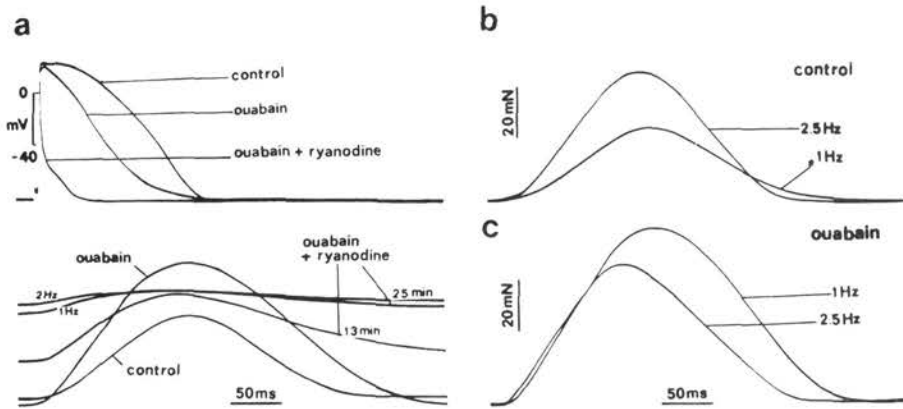 a
control
0
ouabain
mV
-40
ouabain + ryanodine
ouabain
ouabain
+ ryanodine
2Hz
1Hz
25 min
13 min
control
50ms
b
control
20mN
2.5Hz
1Hz
c
ouabain
20mN
1Hz
2.5Hz
50ms